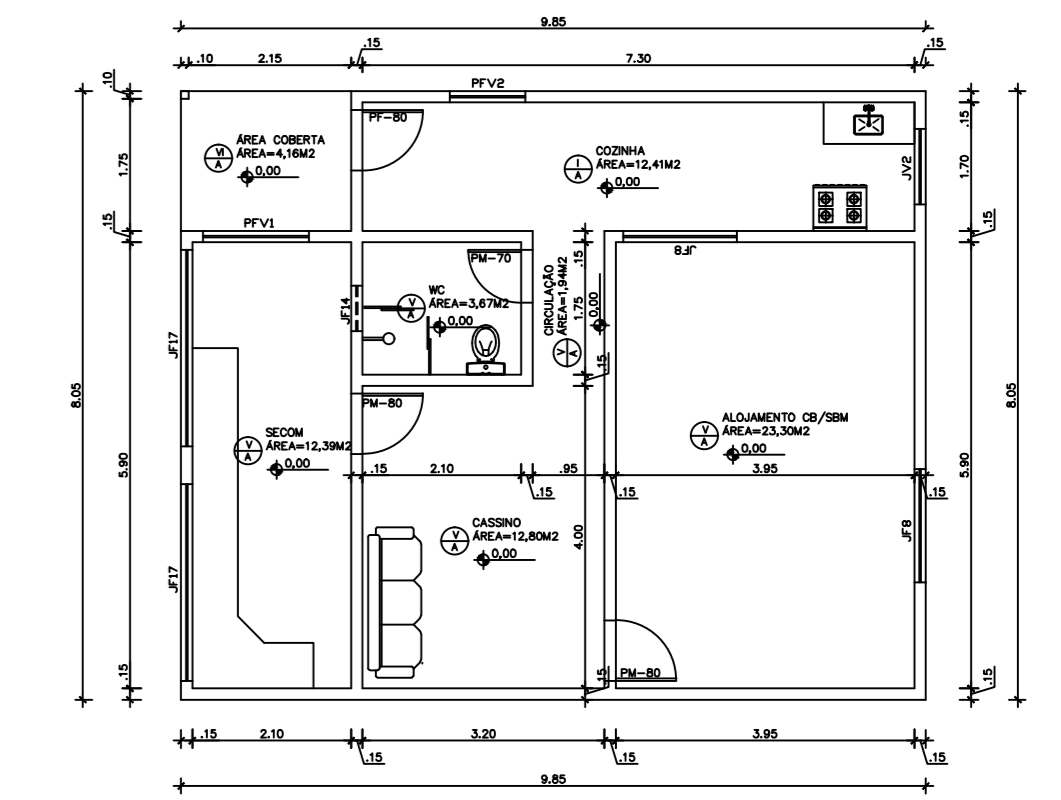 9.85
.10
2.15
.15
7.30
.15
PFV2
.10
PF-80
ÁREA COBERTA
VI
A
ÁREA=4,16M2
0,00
COZINHA
I
A
ÁREA=12,41M2
0,00
JV2
.15
1.75
1.70
.15
PFV1
JF8
.15
.15
PM-70
WC
V
A
ÁREA=3,67M2
0,00
JF14
CIRCULAÇÃO
ÁREA=1,94M2
V
A
1.75
0,00
.15
JF17
8.05
8.05
PM-80
SECOM
V
A
ÁREA=12,39M2
0,00
ALOJAMENTO CB/SBM
V
A
ÁREA=23,30M2
0,00
5.90
5.90
.15
2.10
.95
3.95
.15
.15
.15
CASSINO
V
A
ÁREA=12,80M2
0,00
4.00
JF8
JF17
PM-80
.15
.15
.15
.15
2.10
3.20
3.95
.15
.15
.15
9.85